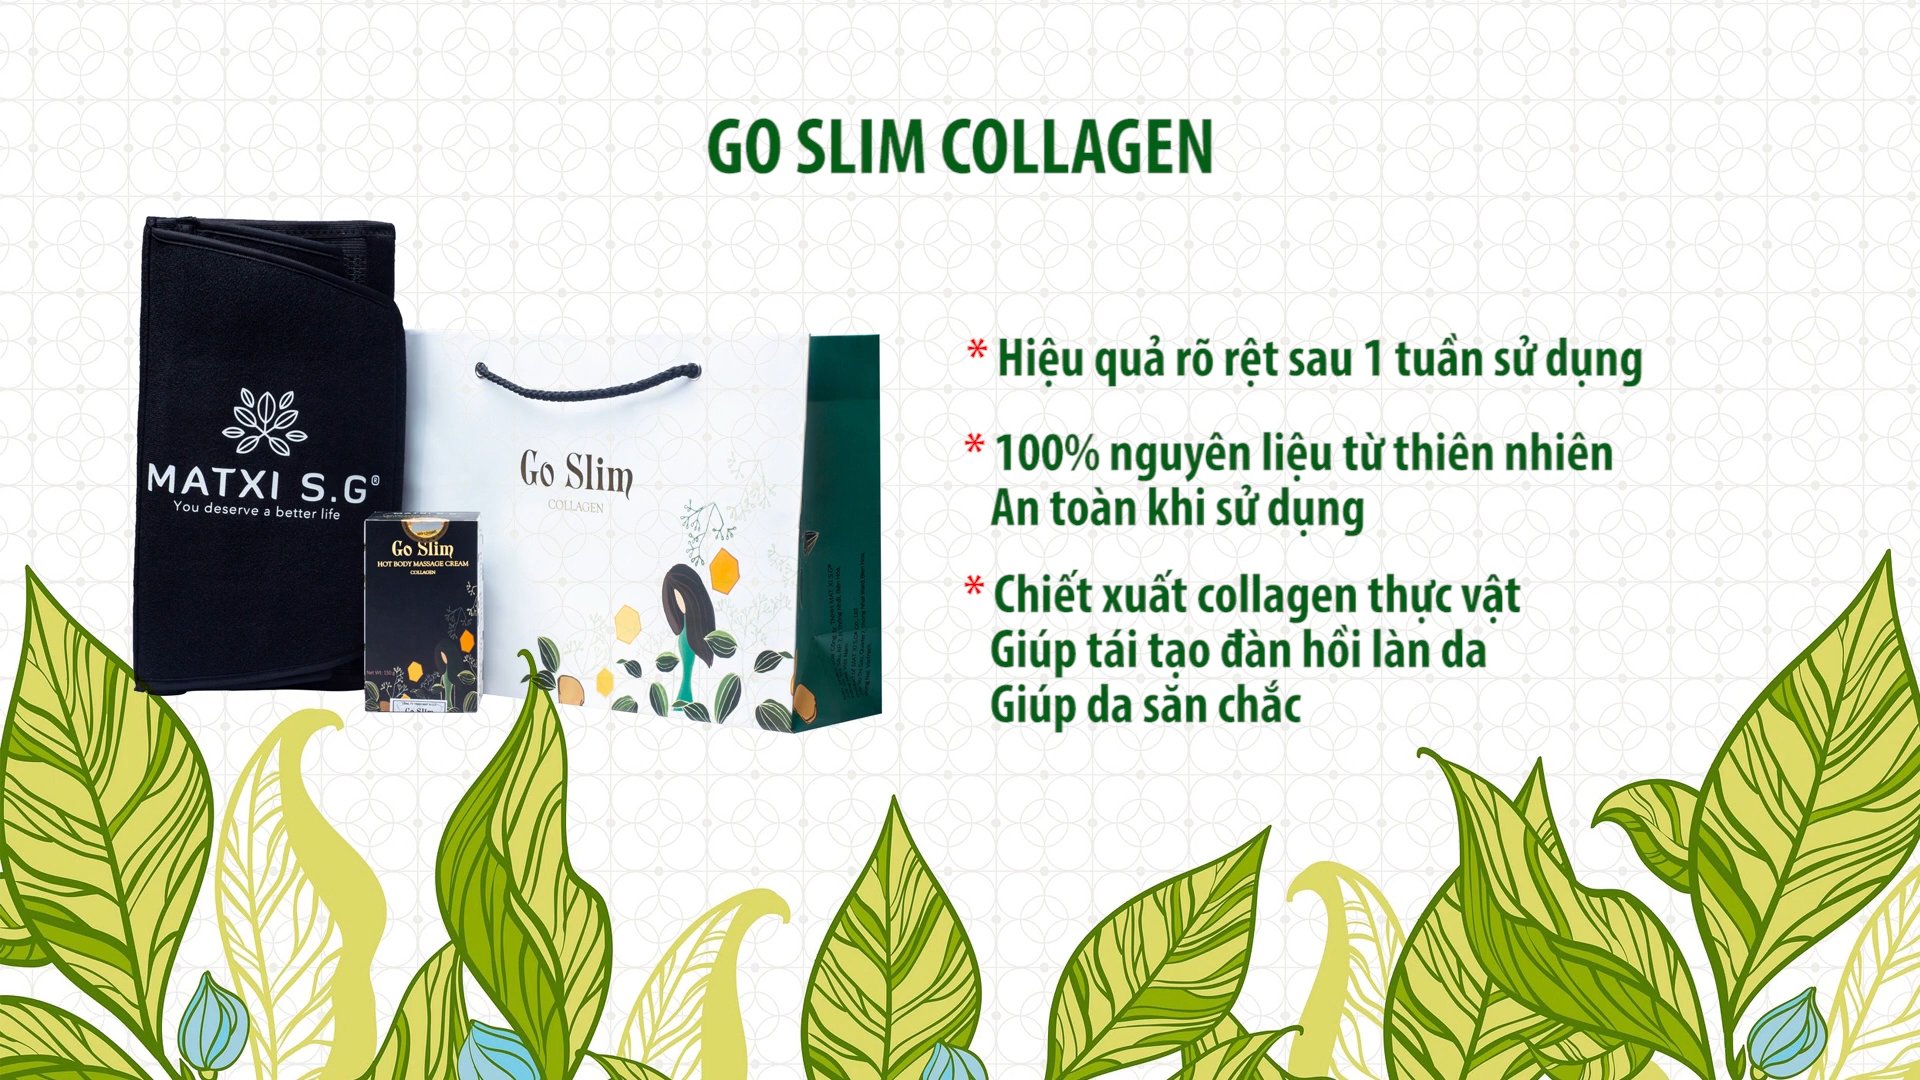 GO SLIM COLLAGEN
MATXI S.G®
You deserve a better life
Go Slim
COLLAGEN
Go Slim
HOT BODY MASSAGE CREAM
COLLAGEN
Go Slim
* Hiệu quả rõ rệt sau 1 tuần sử dụng
* 100% nguyên liệu từ thiên nhiên
An toàn khi sử dụng
* Chiết xuất collagen thực vật
Giúp tái tạo đàn hồi làn da
Giúp da săn chắc